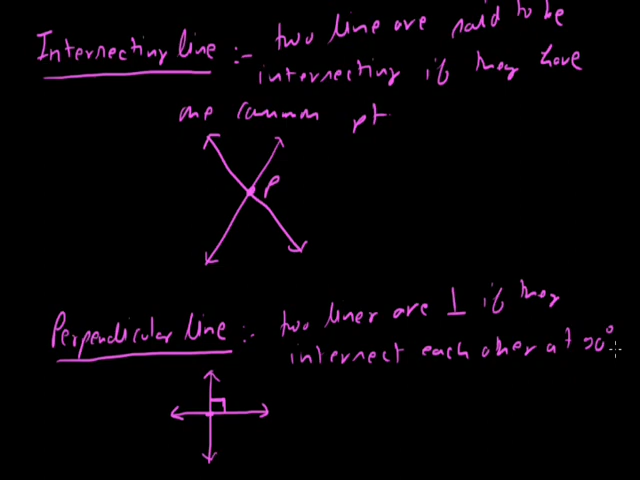 Intersecting line :- two line are said to be
intersecting if they have
one common pt
P
Perpendicular line :- two lines are ⊥ if they
intersect each other at 90°